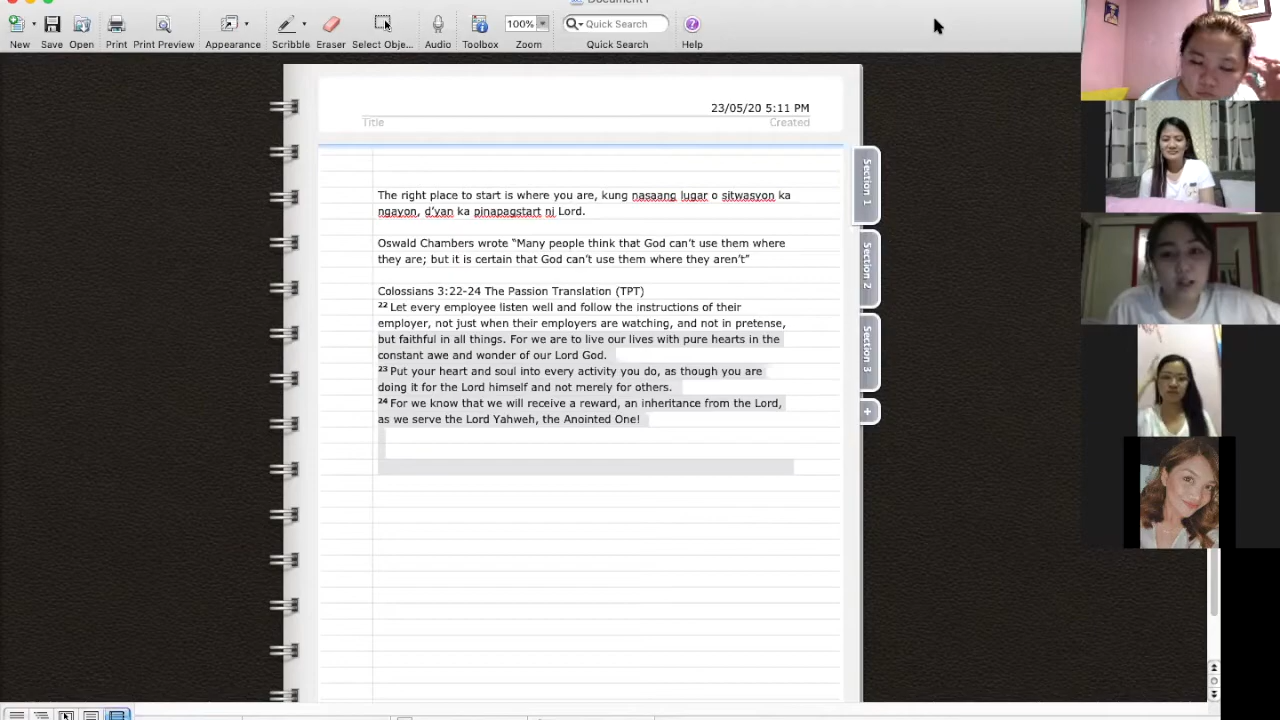 New
Save
Open
Print
Print Preview
Appearance
Scribble
Eraser
Select Obje...
Audio
Toolbox
100%
Zoom
Quick Search
Quick Search
Help
23/05/20 5:11 PM
Title
Created
Section 1
Section 2
Section 3
+
The right place to start is where you are, kung nasaang lugar o sitwasyon ka
ngayon, d'yan ka pinapagstart ni Lord.
Oswald Chambers wrote “Many people think that God can't use them where
they are; but it is certain that God can't use them where they aren't”
Colossians 3:22-24 The Passion Translation (TPT)
22 Let every employee listen well and follow the instructions of their
employer, not just when their employers are watching, and not in pretense,
but faithful in all things. For we are to live our lives with pure hearts in the
constant awe and wonder of our Lord God.
23 Put your heart and soul into every activity you do, as though you are
doing it for the Lord himself and not merely for others.
24 For we know that we will receive a reward, an inheritance from the Lord,
as we serve the Lord Yahweh, the Anointed One!